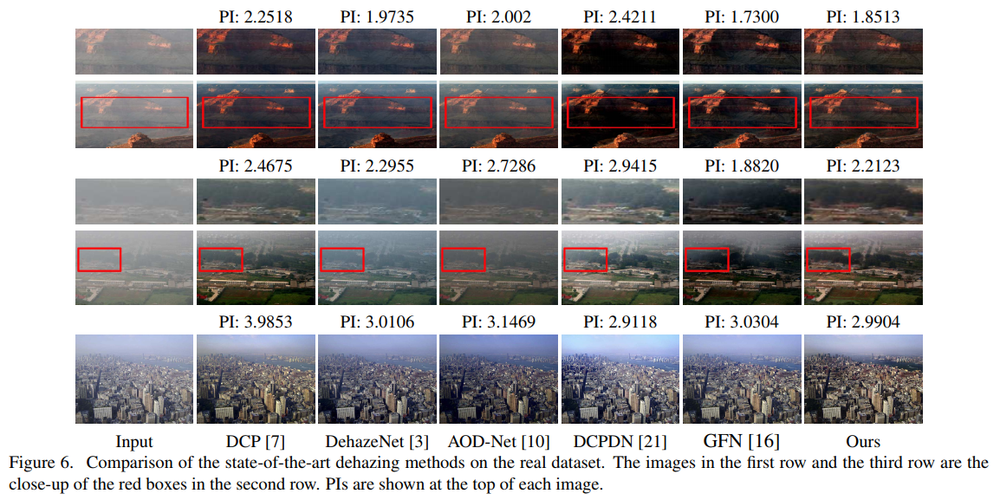 PI: 2.2518 PI: 1.9735 PI: 2.002 PI: 2.4211 PI: 1.7300 PI: 1.8513
PI: 2.4675 PI: 2.2955 PI: 2.7286 PI: 2.9415 PI: 1.8820 PI: 2.2123
PI: 3.9853 PI: 3.0106 PI: 3.1469 PI: 2.9118 PI: 3.0304 PI: 2.9904
Input DCP [7] DehazeNet [3] AOD-Net [10] DCPDN [21] GFN [16] Ours
Figure 6. Comparison of the state-of-the-art dehazing methods on the real dataset. The images in the first row and the third row are the
close-up of the red boxes in the second row. PIs are shown at the top of each image.